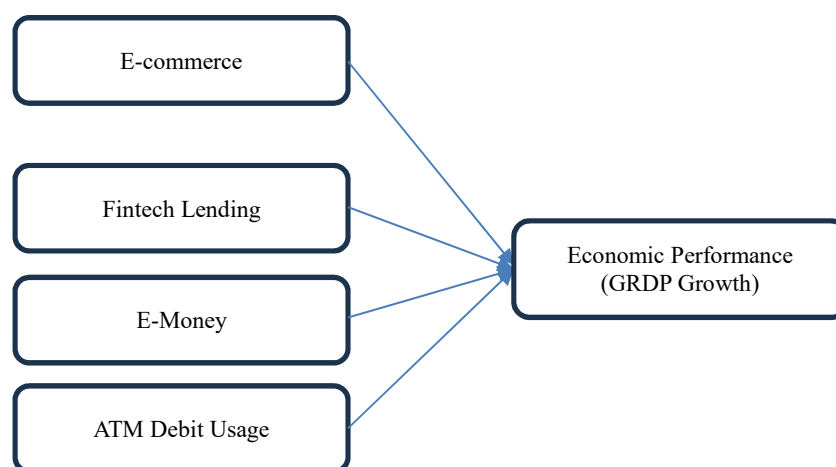 E-commerce
Fintech Lending
E-Money
ATM Debit Usage
Economic Performance
(GRDP Growth)